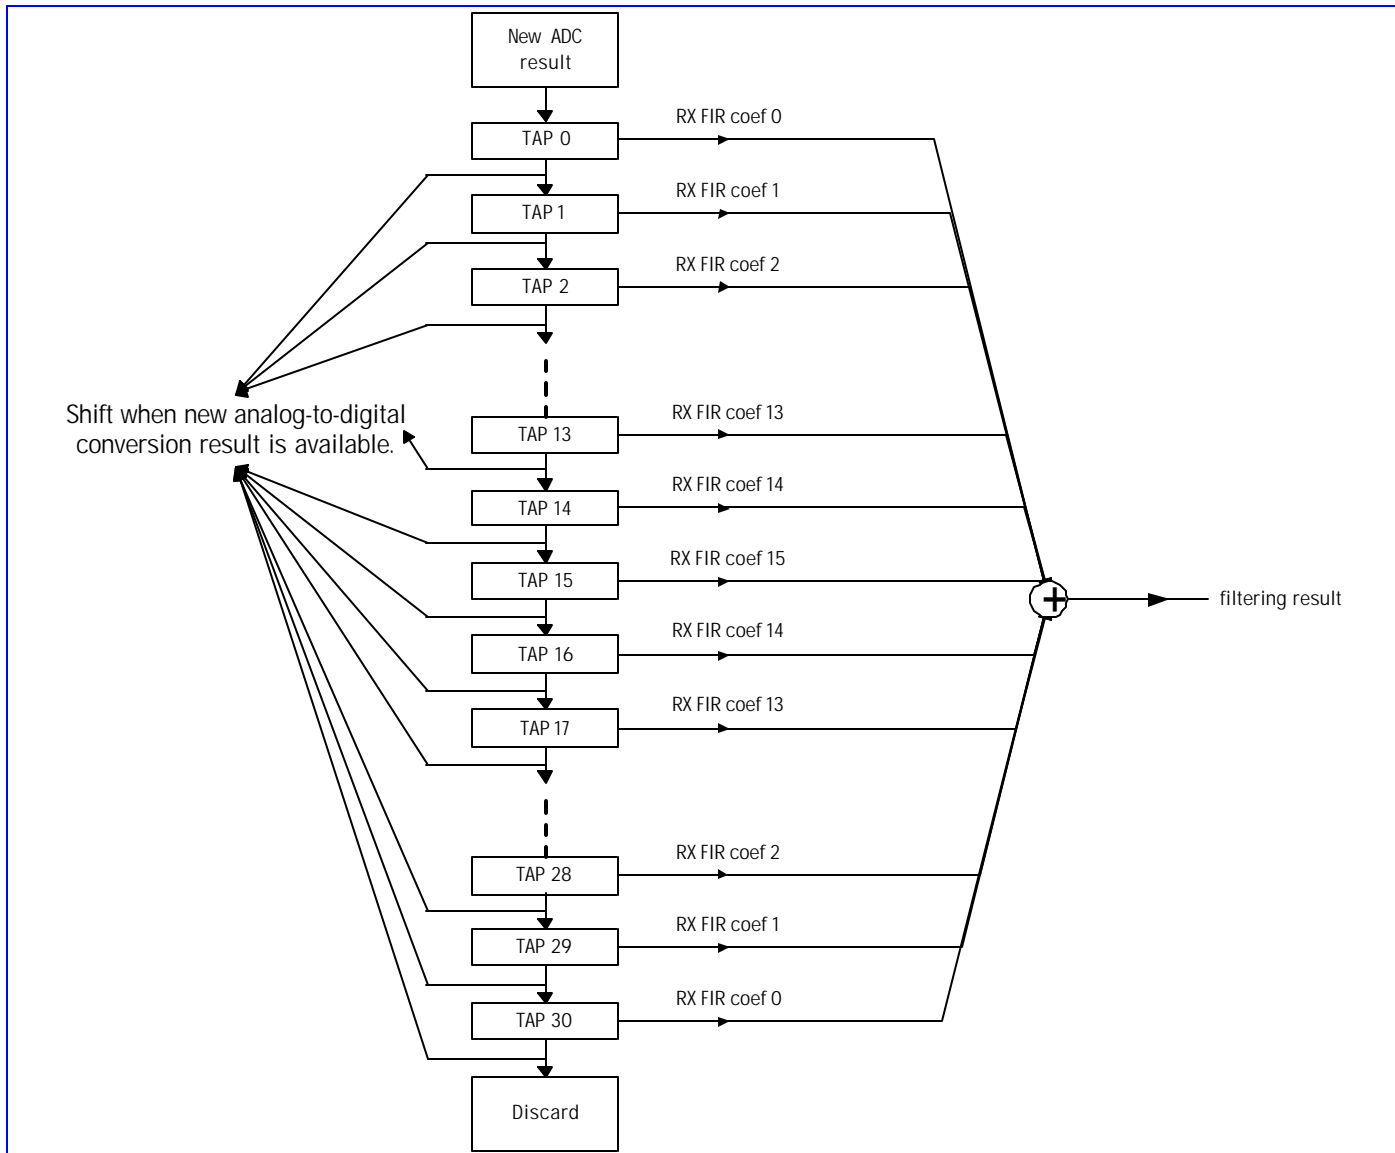 New ADC
result
RX FIR coef 0
TAP 0
RX FIR coef 1
TAP 1
RX FIR coef 2
TAP 2
Shift when new analog-to-digital
conversion result is available.
RX FIR coef 13
TAP 13
RX FIR coef 14
TAP 14
RX FIR coef 15
TAP 15
+
filtering result
RX FIR coef 14
TAP 16
RX FIR coef 13
TAP 17
RX FIR coef 2
TAP 28
RX FIR coef 1
TAP 29
RX FIR coef 0
TAP 30
Discard